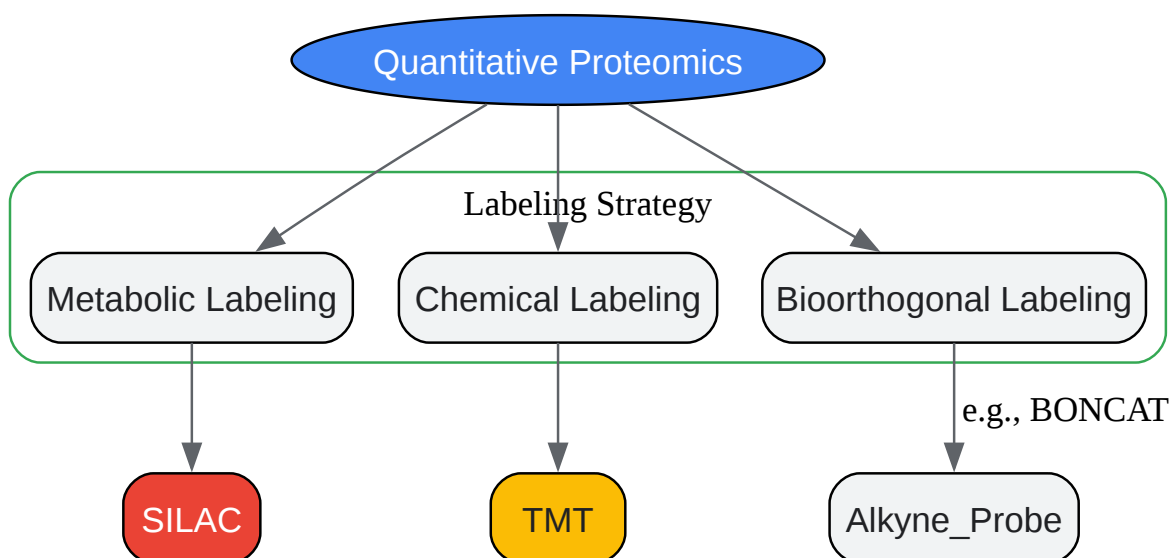 Quantitative Proteomics
Labeling Strategy
Metabolic Labeling
Chemical Labeling
Bioorthogonal Labeling
e.g., BONCAT
SILAC
TMT
Alkyne_Probe